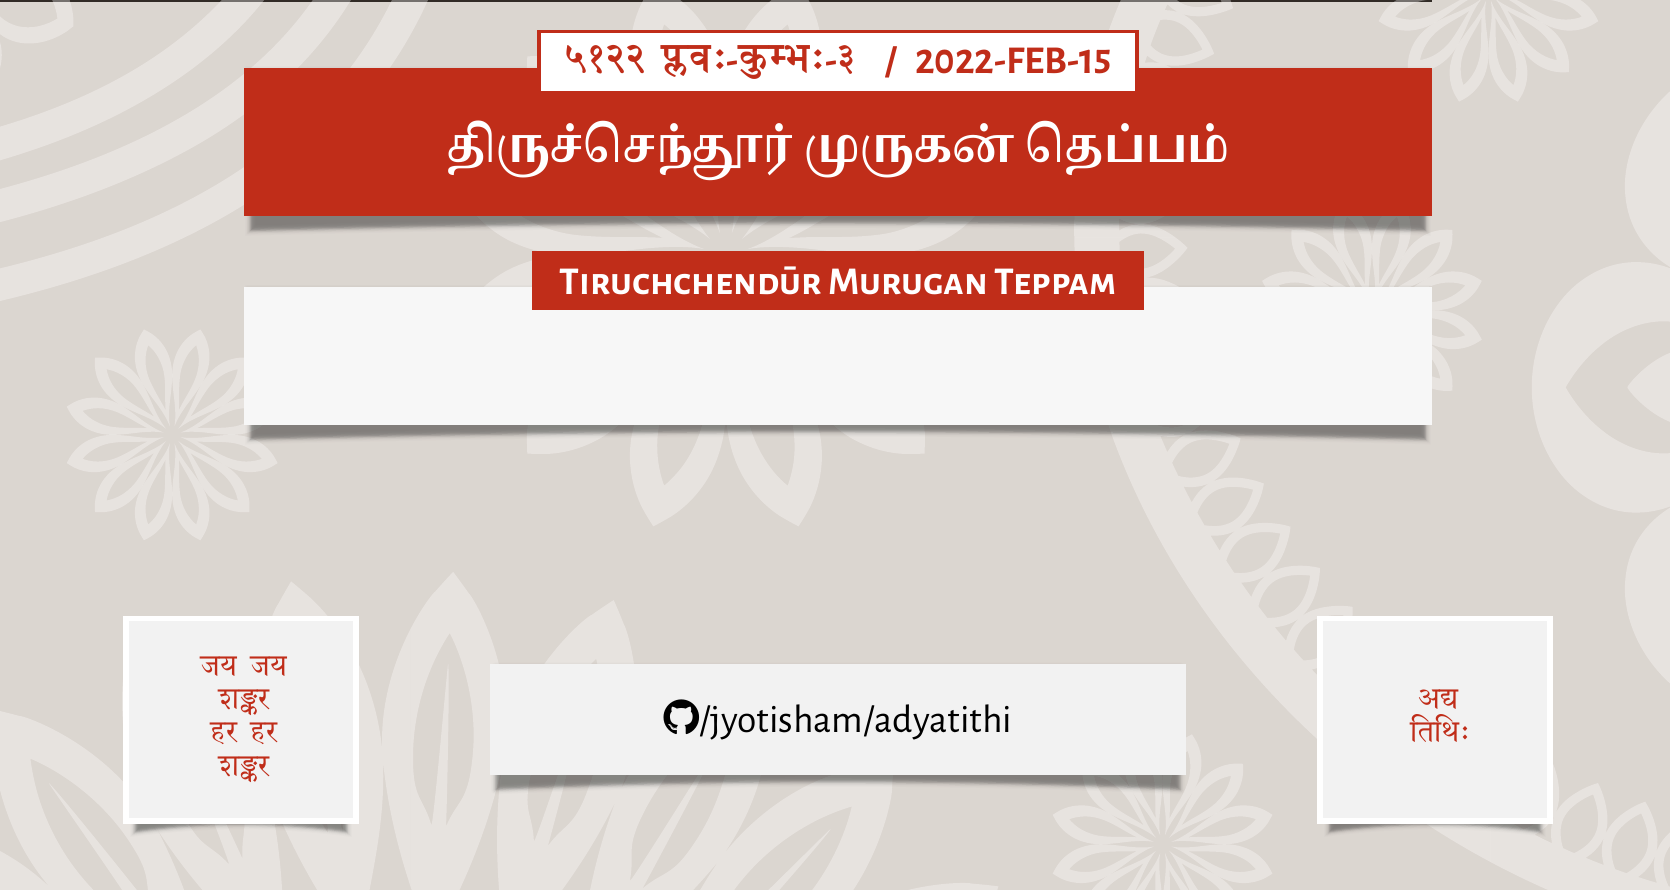 ५१२२ प्लवः-कुम्भः-३ / 2022-FEB-15
திருச்செந்தூர் முருகன் தெப்பம்
Tiruchchendūr Murugan Teppam
जय जय
शङ्कर
हर हर
शङ्कर
/jyotisham/adyatithi
अद्य
तिथिः